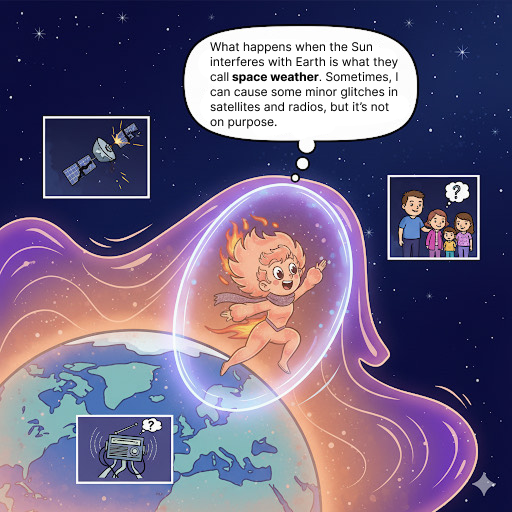 What happens when the Sun
interferes with Earth is what they
call space weather. Sometimes, I
can cause some minor glitches in
satellites and radios, but it's not
on purpose.
?
?